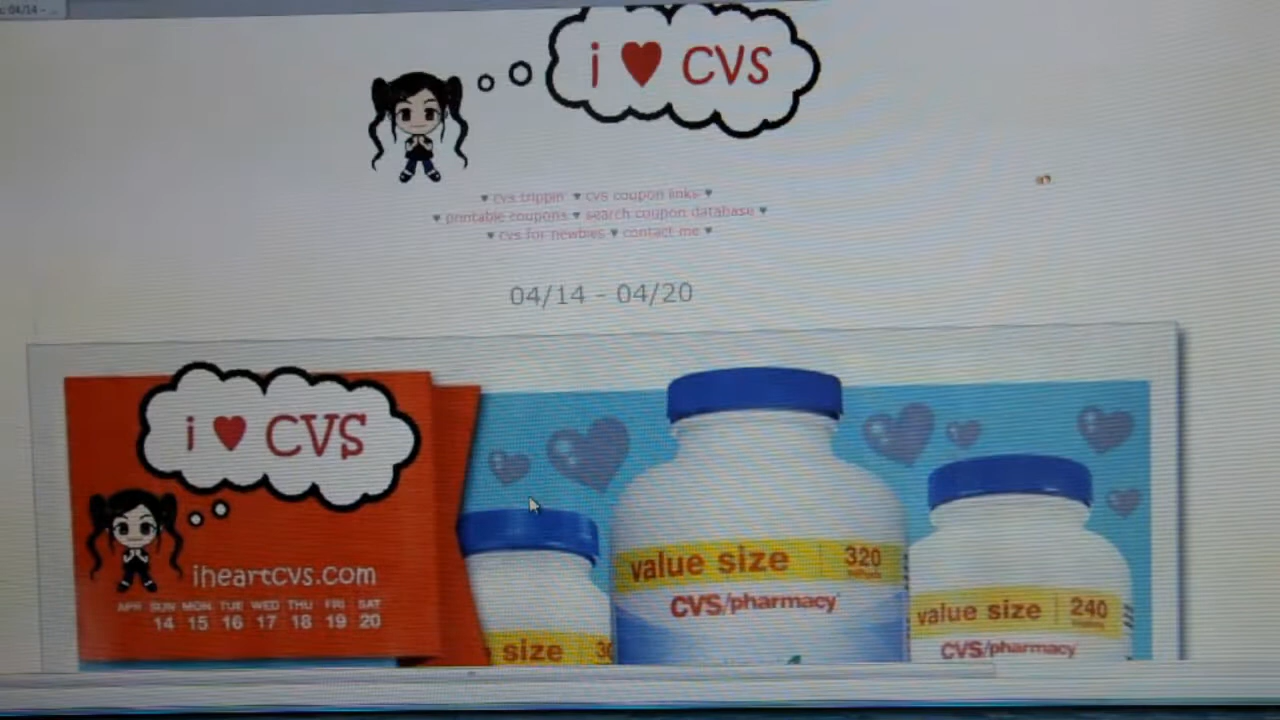 : 04/14 - ...
i ♥ CVS
♥ cvs trippin' ♥ cvs coupon links ♥
♥ printable coupons ♥ search coupon database ♥
♥ cvs for newbies ♥ contact me ♥
04/14 - 04/20
i ♥ CVS
iheartcvs.com
APR SUN MON TUE WED THU FRI SAT
14 15 16 17 18 19 20
size
value size 320
CVS/pharmacy
value size 240
CVS/pharmacy